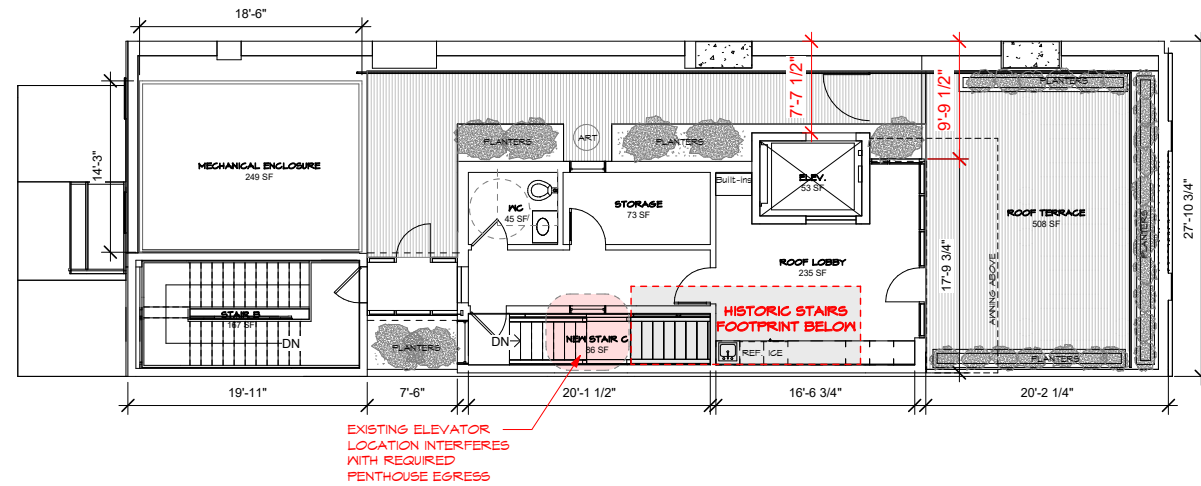 18'-6"
7'-7 1/2"
9'-9 1/2"
PLANTERS
14'-3"
MECHANICAL ENCLOSURE
249 SF
PLANTERS
ART
PLANTERS
Built-ins
ELEV.
53 SF
WC
45 SF
STORAGE
73 SF
ROOF TERRACE
508 SF
PLANTERS
27'-10 3/4"
ROOF LOBBY
235 SF
17'-9 3/4"
AWNING ABOVE
STAIR B
167 SF
DN
PLANTERS
DN
NEW STAIR C
86 SF
HISTORIC STAIRS
FOOTPRINT BELOW
REF.
ICE
PLANTERS
19'-11"
7'-6"
20'-1 1/2"
16'-6 3/4"
20'-2 1/4"
EXISTING ELEVATOR
LOCATION INTERFERES
WITH REQUIRED
PENTHOUSE EGRESS